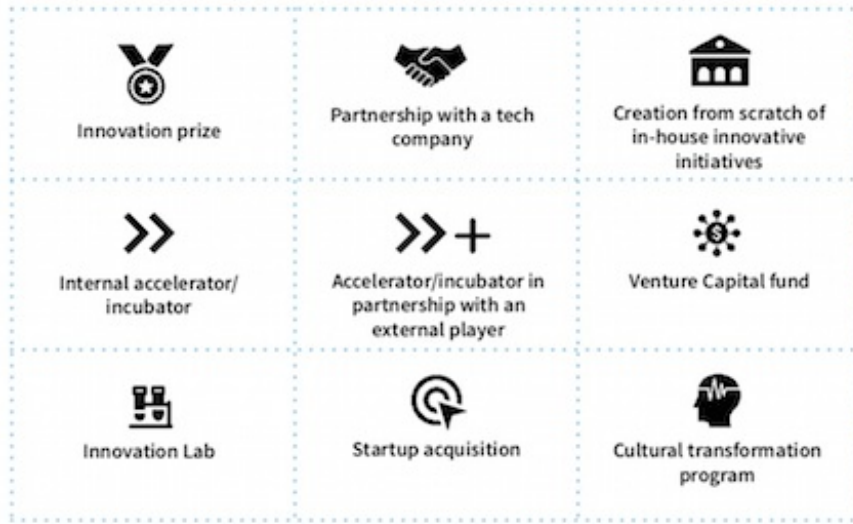 Innovation prize
Partnership with a tech
company
Creation from scratch of
in-house innovative
initiatives
Internal accelerator/
incubator
Accelerator/incubator in
partnership with an
external player
Venture Capital fund
Innovation Lab
Startup acquisition
Cultural transformation
program